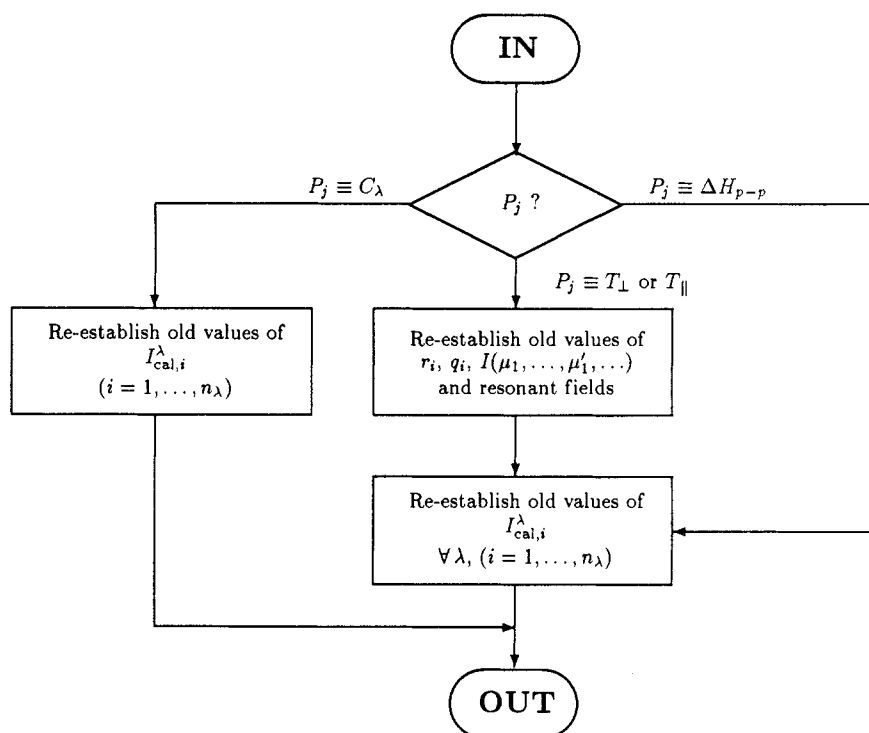 IN
P_j ≡ C_λ
P_j ?
P_j ≡ ΔH_{p−p}
P_j ≡ T_⊥ or T_∥
Re-establish old values of
I^λ_{cal,i}
(i = 1, . . . , n_λ)
Re-establish old values of
r_i, q_i, I(μ_1, . . . , μ′_1, . . .)
and resonant fields
Re-establish old values of
I^λ_{cal,i}
∀ λ, (i = 1, . . . , n_λ)
OUT